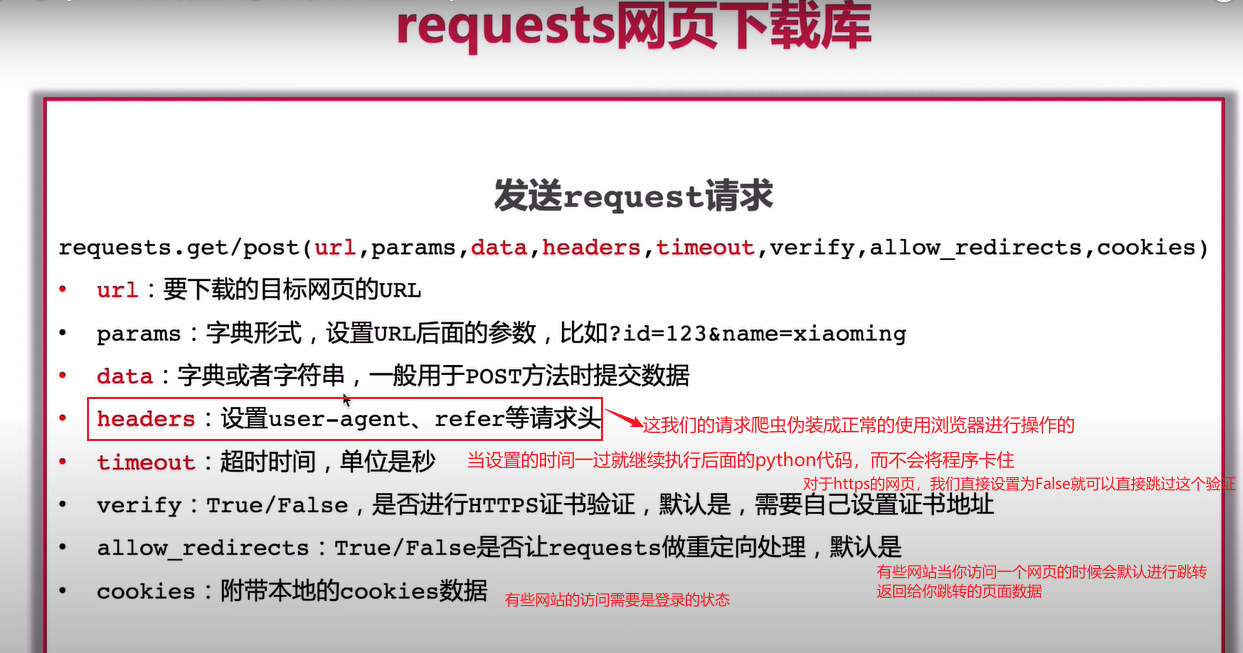 requests网页下载库
发送request请求
requests.get/post(url,params,data,headers,timeout,verify,allow_redirects,cookies)
• url：要下载的目标网页的URL
• params：字典形式，设置URL后面的参数，比如?id=123&name=xiaoming
• data：字典或者字符串，一般用于POST方法时提交数据
• headers：设置user-agent、refer等请求头
这我们的请求爬虫伪装成正常的使用浏览器进行操作的
• timeout：超时时间，单位是秒
当设置的时间一过就继续执行后面的python代码，而不会将程序卡住
对于https的网页，我们直接设置为False就可以直接跳过这个验证
• verify：True/False，是否进行HTTPS证书验证，默认是，需要自己设置证书地址
• allow_redirects：True/False是否让requests做重定向处理，默认是
有些网站当你访问一个网页的时候会默认进行跳转
返回给你跳转的页面数据
• cookies：附带本地的cookies数据
有些网站的访问需要是登录的状态